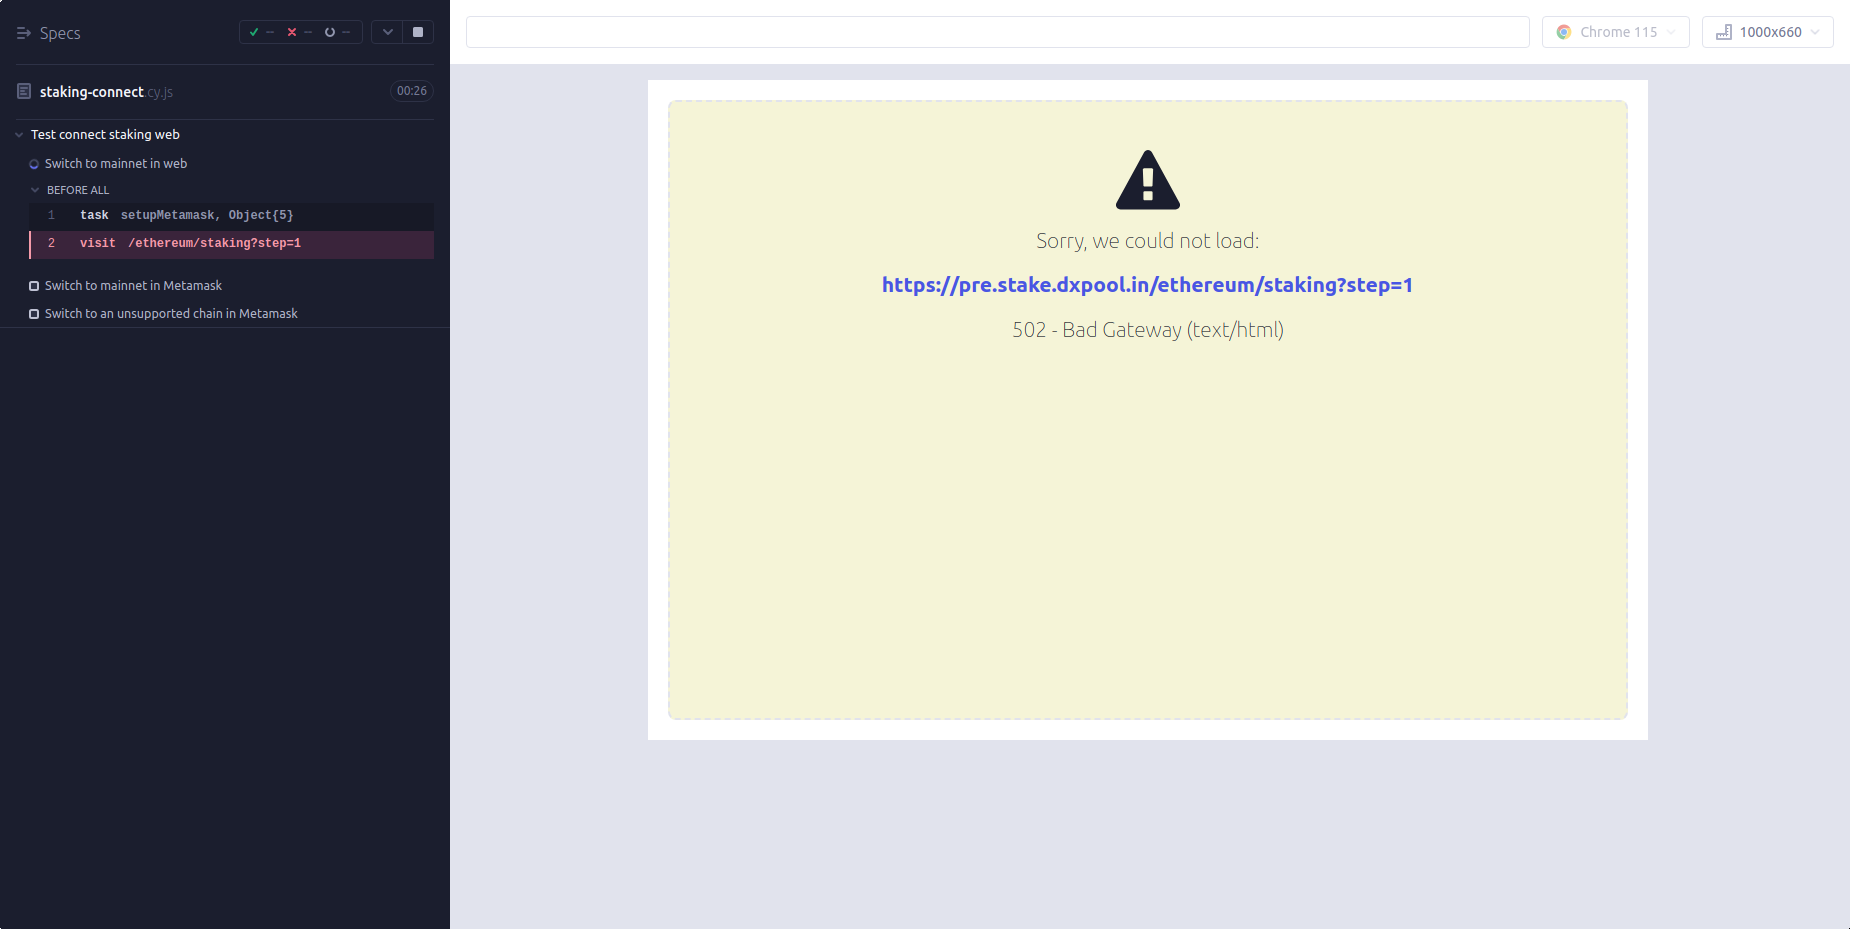 Specs
-- -- --
staking-connect.cy.js 00:26
Test connect staking web
Switch to mainnet in web
BEFORE ALL
1 task setupMetamask, Object{5}
2 visit /ethereum/staking?step=1
Switch to mainnet in Metamask
Switch to an unsupported chain in Metamask
Chrome 115
1000x660
Sorry, we could not load:
https://pre.stake.dxpool.in/ethereum/staking?step=1
502 - Bad Gateway (text/html)